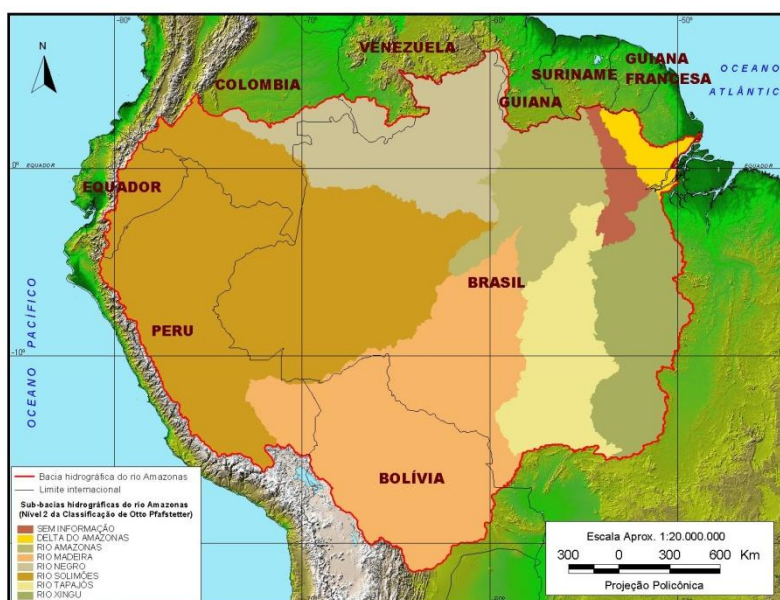 -80°
-70°
-60°
-50°
N
VENEZUELA
COLOMBIA
SURINAME
GUIANA
FRANCESA
GUIANA
OCEANO
ATLÂNTICO
EQUADOR
0°
EQUADOR
0°
EQUADOR
BRASIL
OCEANO PACÍFICO
PERU
-10°
-10°
BOLÍVIA
Bacia hidrográfica do rio Amazonas
Limite internacional
Sub-bacias hidrográficas do rio Amazonas
(Nível 2 da Classificação de Otto Pfafstetter)
SEM INFORMAÇÃO
DELTA DO AMAZONAS
RIO AMAZONAS
RIO MADEIRA
RIO NEGRO
RIO SOLIMÕES
RIO TAPAJÓS
RIO XINGU
Escala Aprox. 1:20.000.000
300 0 300 600 Km
Projeção Policônica